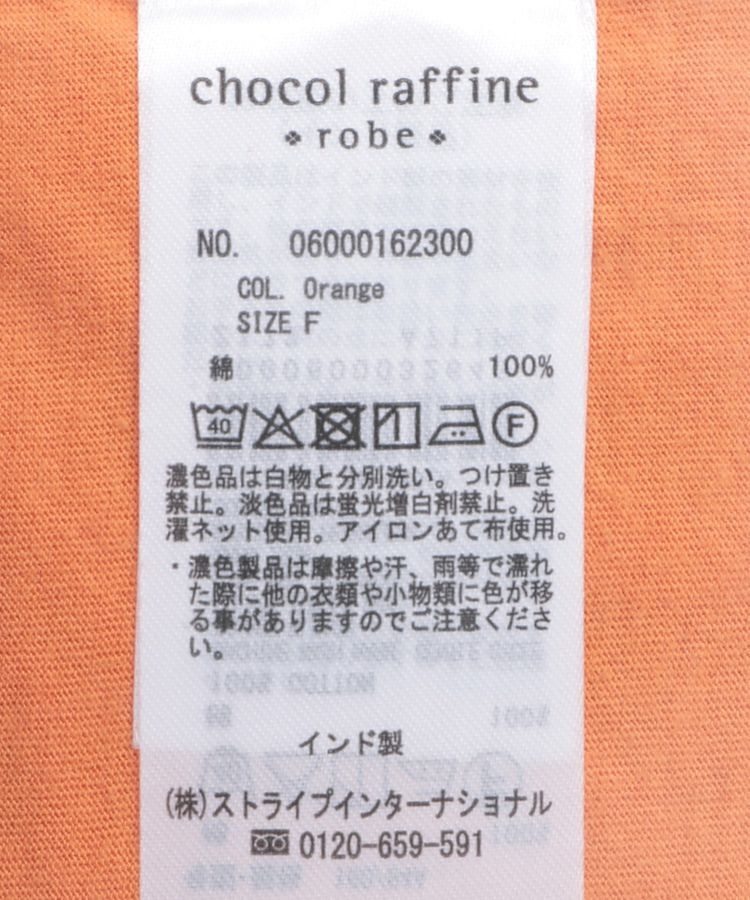 chocol raffine
robe
NO. 06000162300
COL. Orange
SIZE F
綿 100%
40 F
濃色品は白物と分別洗い。つけ置き
禁止。淡色品は蛍光増白剤禁止。洗
濯ネット使用。アイロンあて布使用。
・濃色製品は摩擦や汗、雨等で濡れ
た際に他の衣類や小物類に色が移
る事がありますのでご注意くださ
い。
インド製
(株)ストライプインターナショナル
0120-659-591